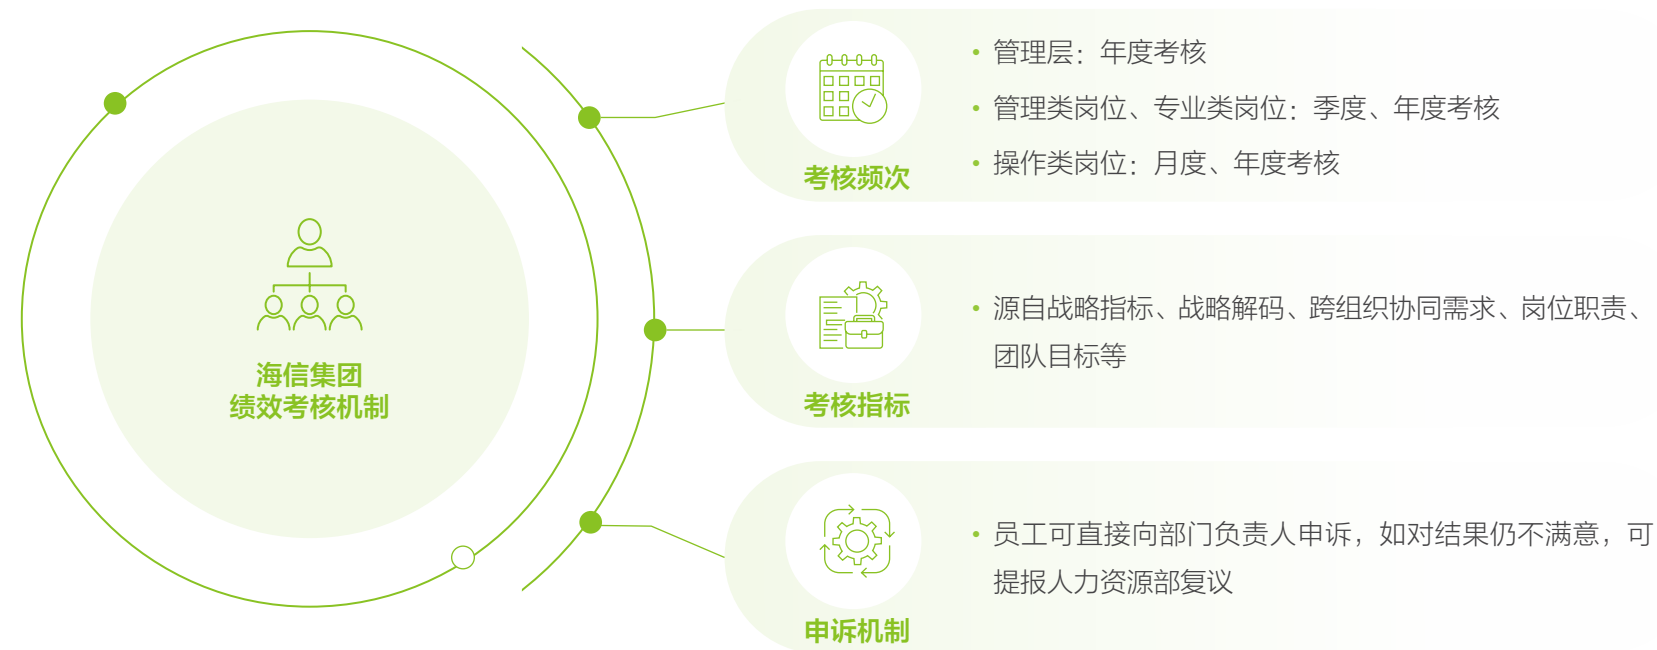 海信集团
绩效考核机制
考核频次
• 管理层：年度考核
• 管理类岗位、专业类岗位：季度、年度考核
• 操作类岗位：月度、年度考核
考核指标
• 源自战略指标、战略解码、跨组织协同需求、岗位职责、
团队目标等
申诉机制
• 员工可直接向部门负责人申诉，如对结果仍不满意，可
提报人力资源部复议